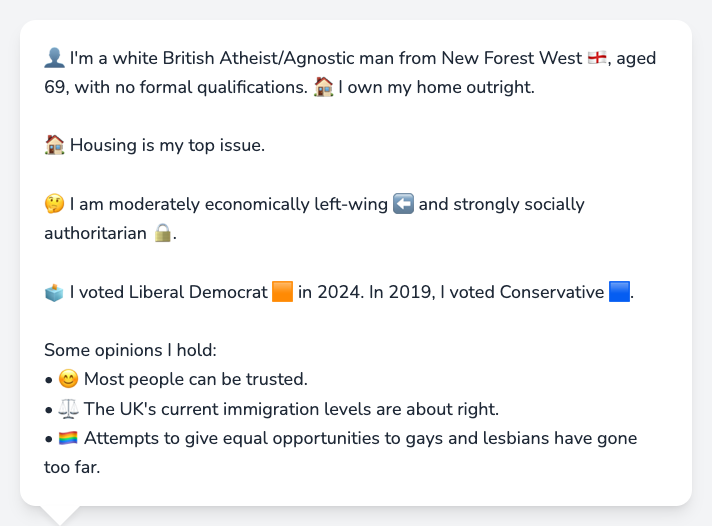 👤 I'm a white British Atheist/Agnostic man from New Forest West 🏴󠁧󠁢󠁥󠁮󠁧󠁿, aged
69, with no formal qualifications. 🏠 I own my home outright.
🏠 Housing is my top issue.
🤔 I am moderately economically left-wing ⬅️ and strongly socially
authoritarian 🔒.
🗳️ I voted Liberal Democrat 🟧 in 2024. In 2019, I voted Conservative 🟦.
Some opinions I hold:
• 😊 Most people can be trusted.
• ⚖️ The UK's current immigration levels are about right.
• 🏳️‍🌈 Attempts to give equal opportunities to gays and lesbians have gone
too far.